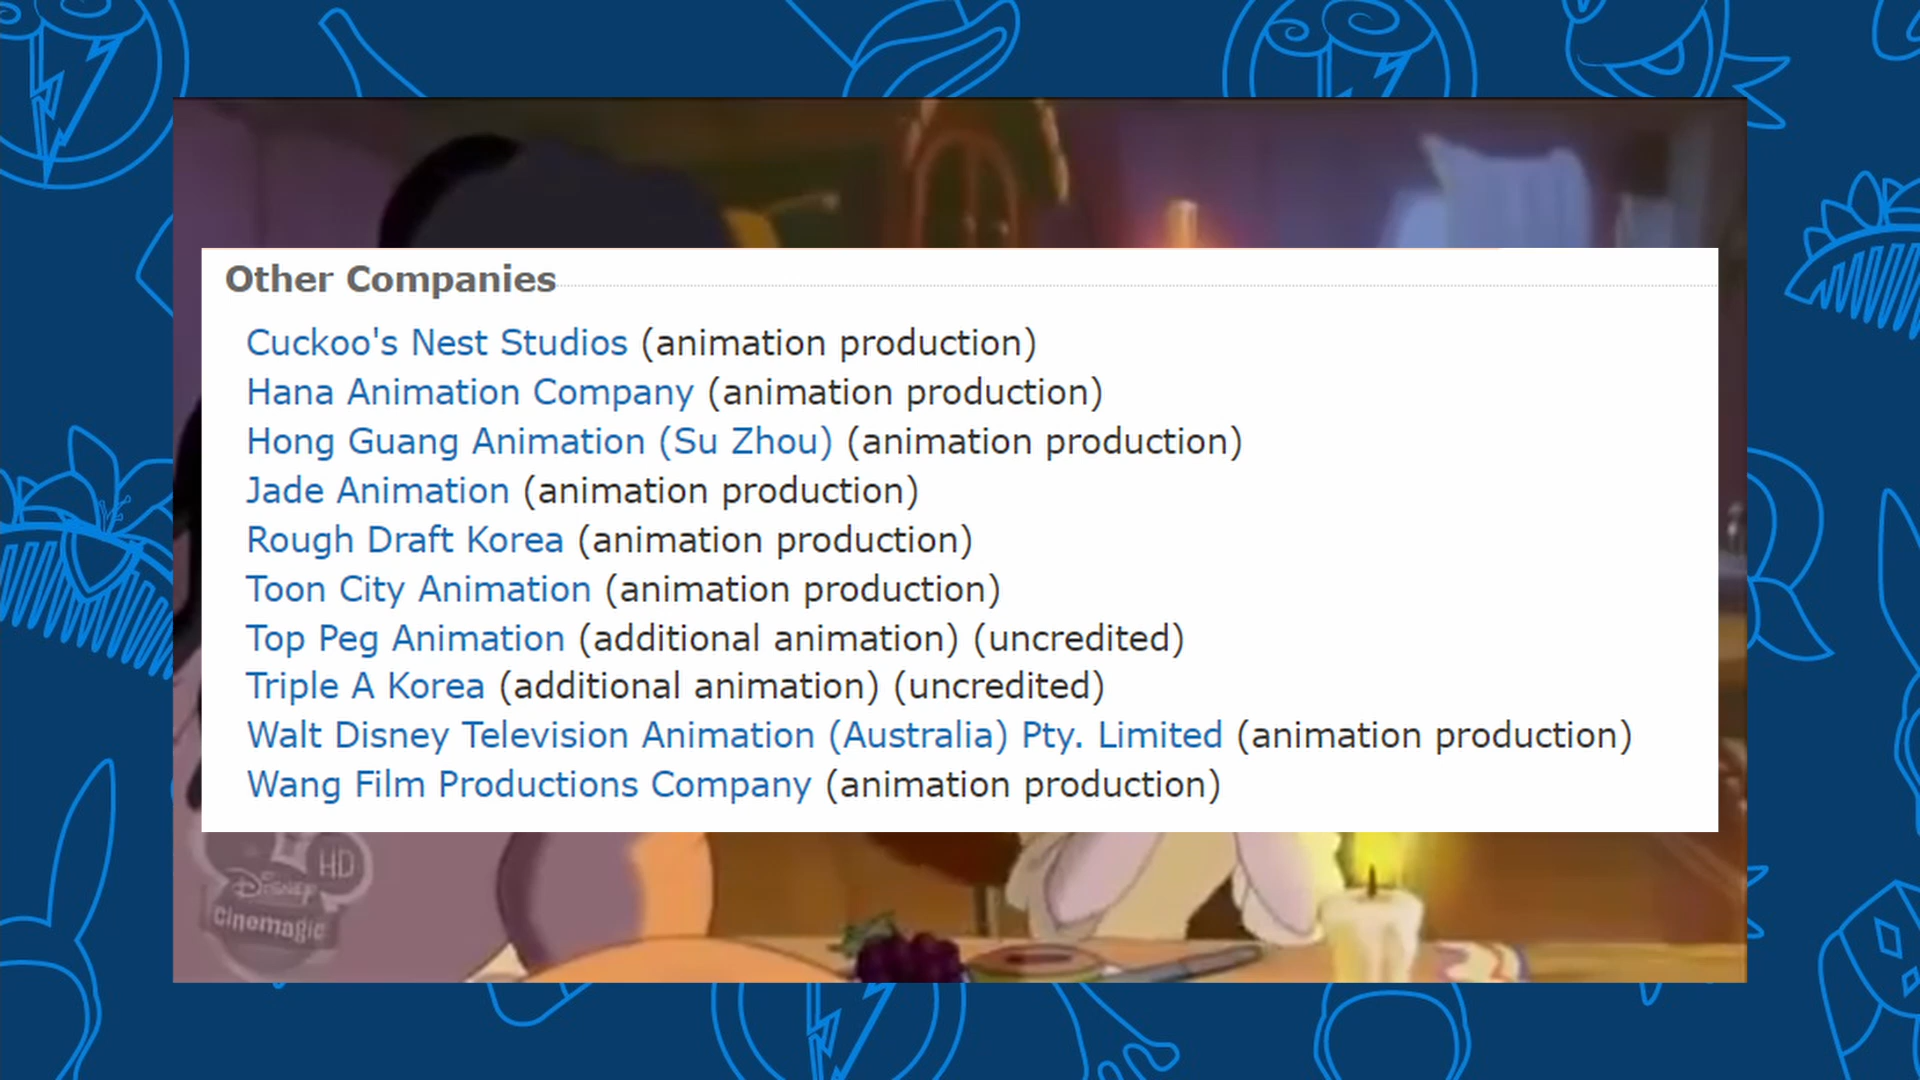 Other Companies
Cuckoo's Nest Studios (animation production)
Hana Animation Company (animation production)
Hong Guang Animation (Su Zhou) (animation production)
Jade Animation (animation production)
Rough Draft Korea (animation production)
Toon City Animation (animation production)
Top Peg Animation (additional animation) (uncredited)
Triple A Korea (additional animation) (uncredited)
Walt Disney Television Animation (Australia) Pty. Limited (animation production)
Wang Film Productions Company (animation production)
HD
Disney
Cinemagic